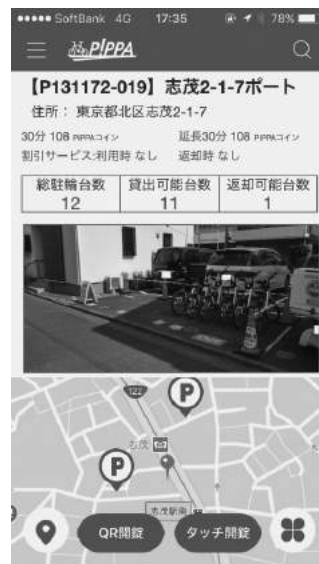 SoftBank 4G 17:35 78%
PIPPA
【P131172-019】志茂2-1-7ポート
住所： 東京都北区志茂2-1-7
30分 108 PIPPAコイン 延長30分 108 PIPPAコイン
割引サービス:利用時 なし 返却時 なし
総駐輪台数 貸出可能台数 返却可能台数
12 11 1
122
P
志茂
P
志茂駅前
QR開錠 タッチ開錠